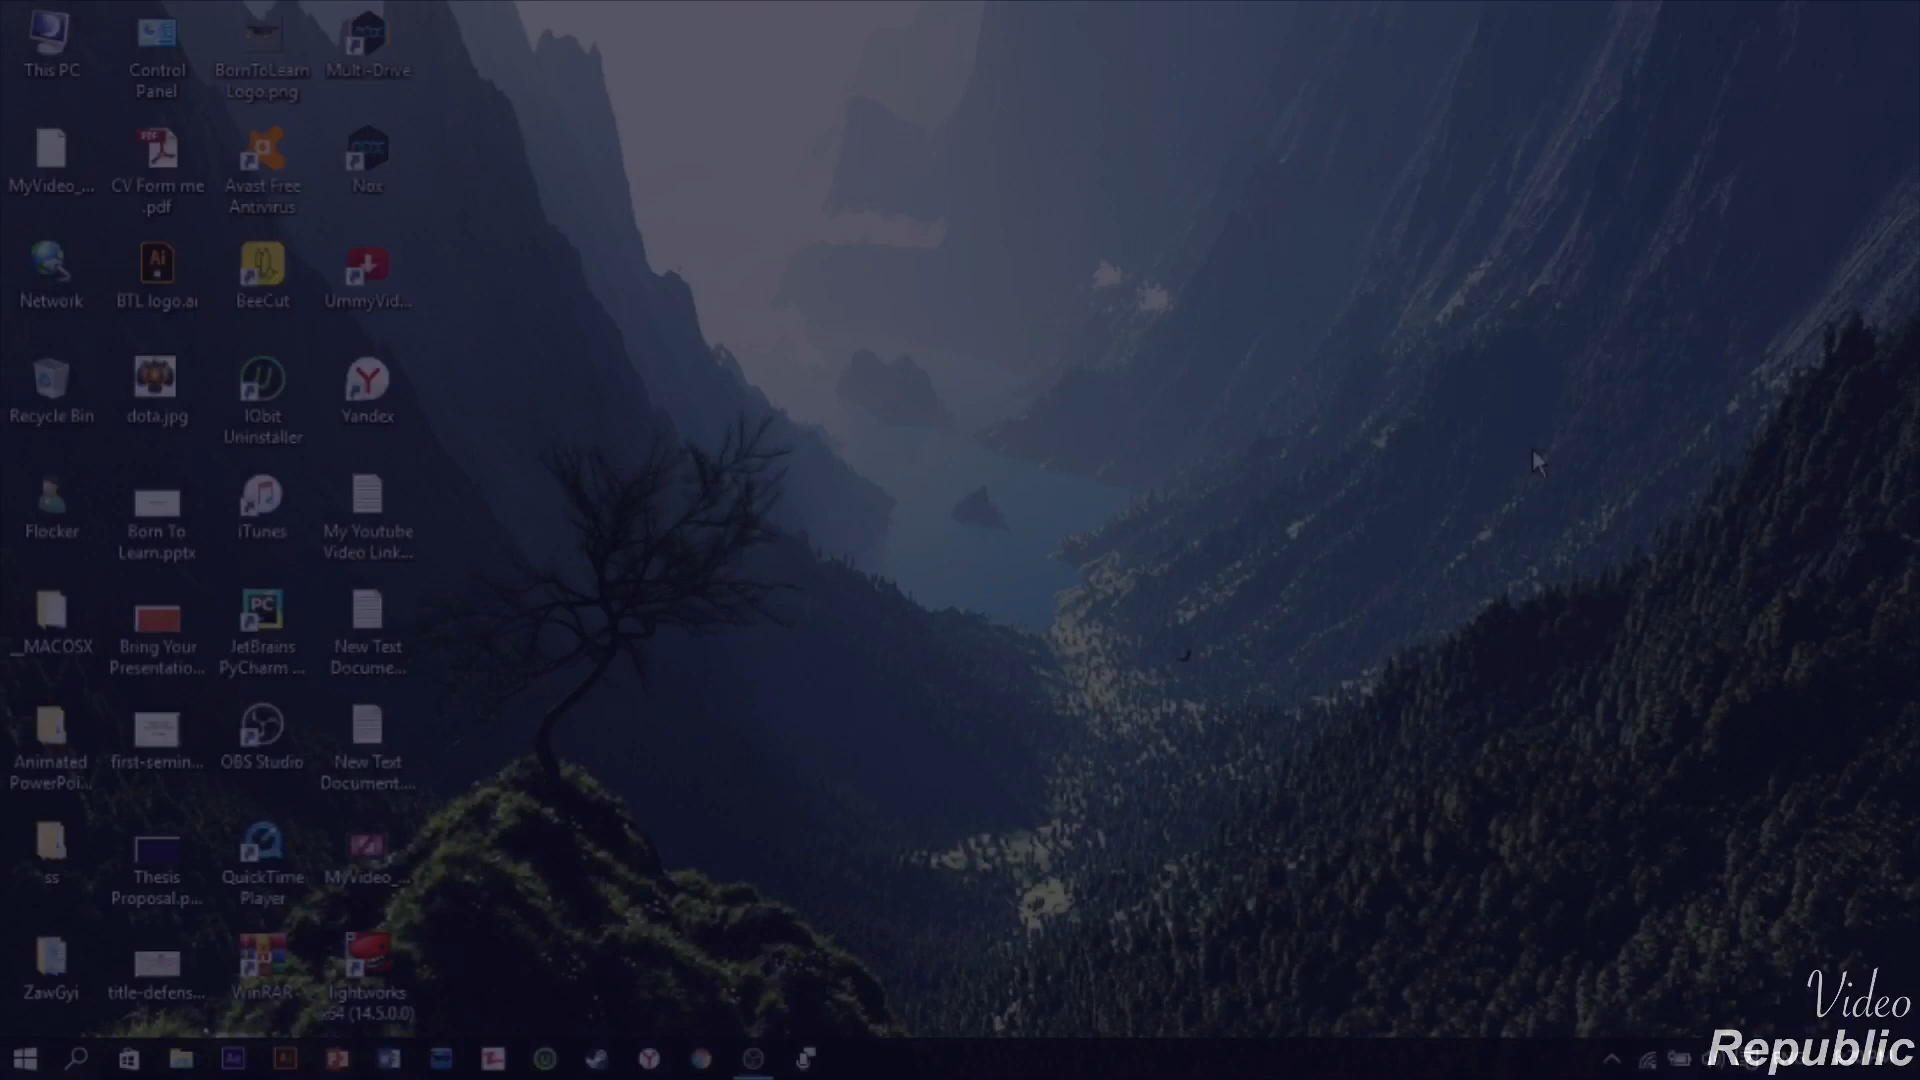 This PC
Control
Panel
BornToLearn
Logo.png
Multi-Drive
MyVideo_...
CV Form me
.pdf
Avast Free
Antivirus
Nox
Network
BTL logo.ai
BeeCut
UmmyVid...
Recycle Bin
dota.jpg
IObit
Uninstaller
Yandex
Flocker
Born To
Learn.pptx
iTunes
My Youtube
Video Link...
__MACOSX
Bring Your
Presentatio...
JetBrains
PyCharm ...
New Text
Docume...
Animated
PowerPoi...
first-semin...
OBS Studio
New Text
Document....
ss
Thesis
Proposal.p...
QuickTime
Player
MyVideo_...
ZawGyi
title-defens...
WinRAR
lightworks
x64 (14.5.0.0)
Video
Republic